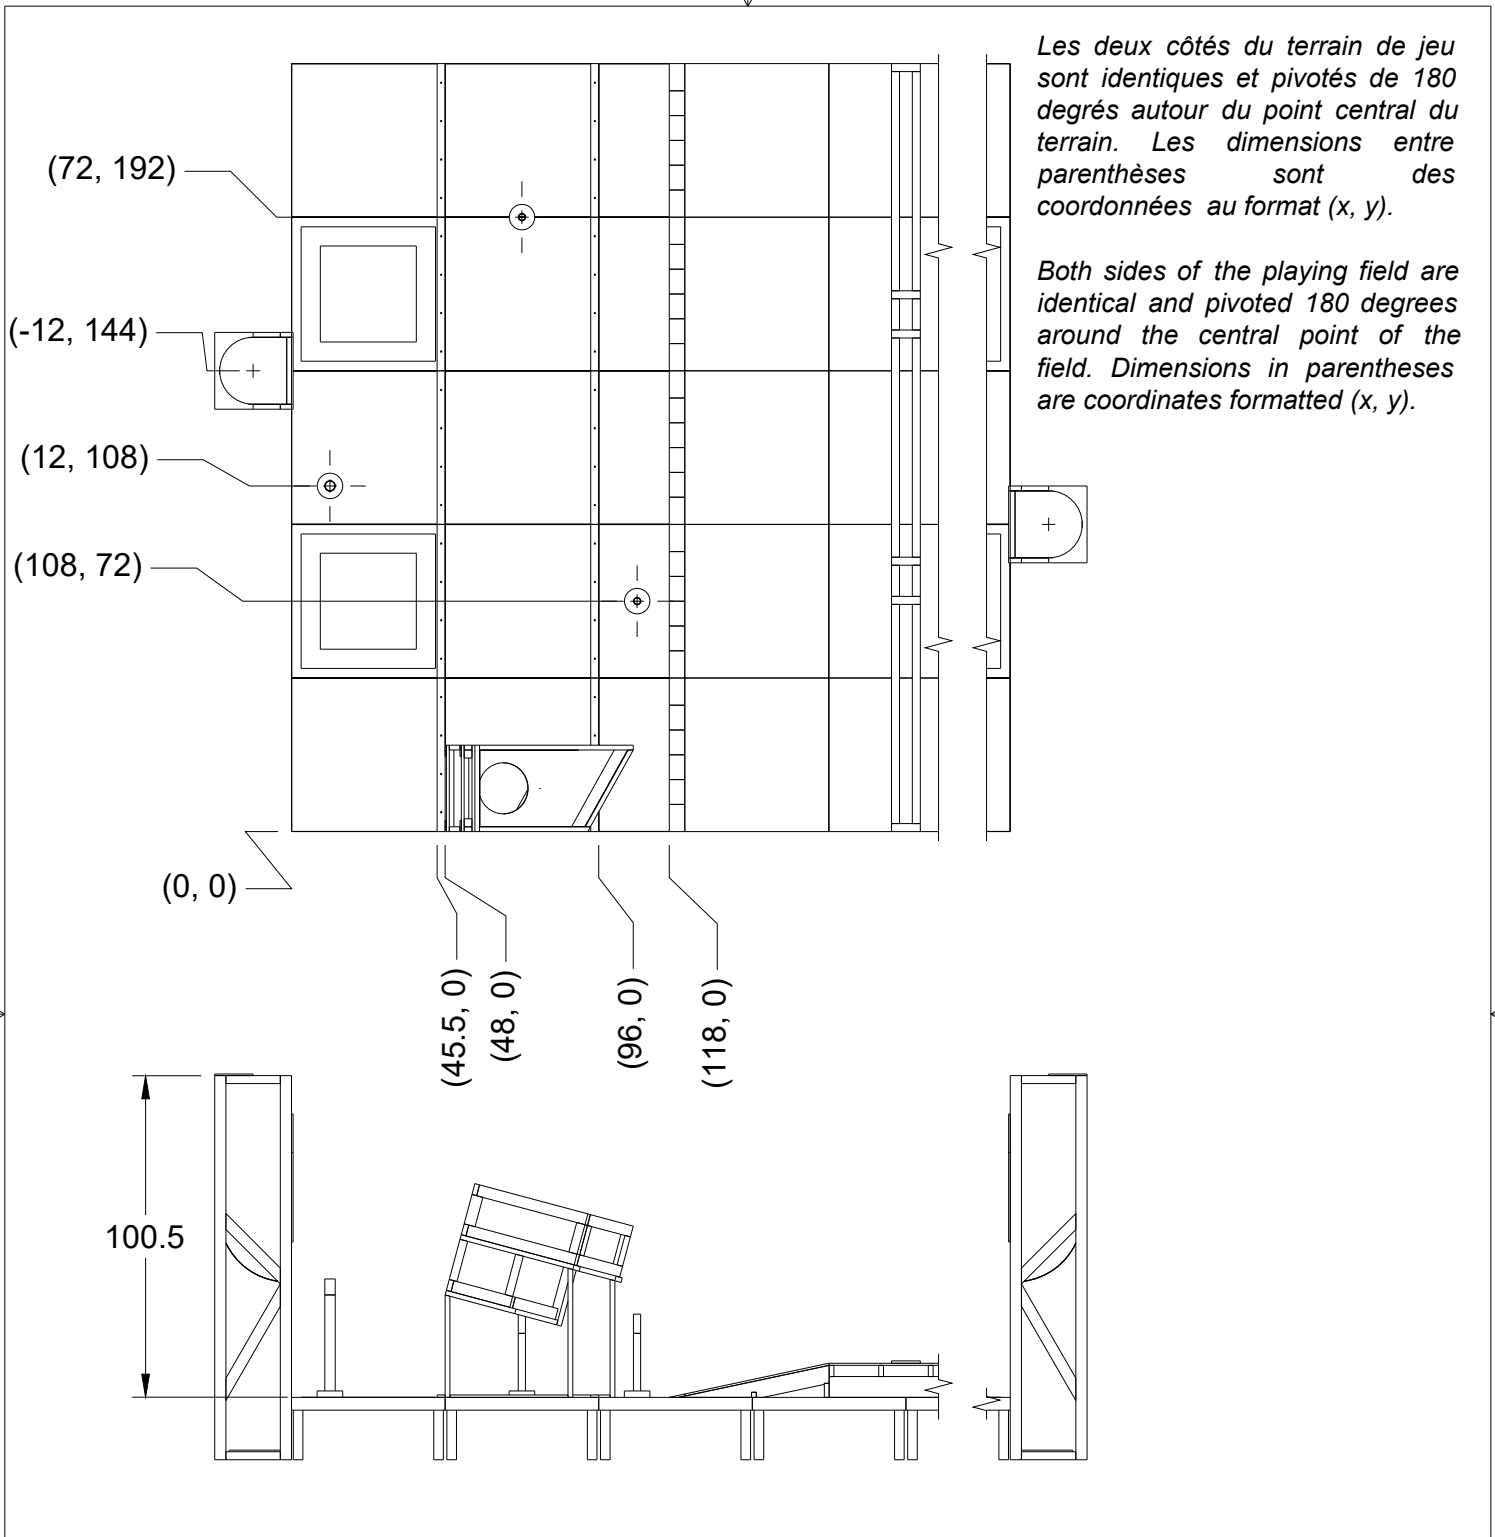 Les deux côtés du terrain de jeu
sont identiques et pivotés de 180
degrés autour du point central du
terrain. Les dimensions entre
parenthèses sont des
coordonnées au format (x, y).
Both sides of the playing field are
identical and pivoted 180 degrees
around the central point of the
field. Dimensions in parentheses
are coordinates formatted (x, y).
(72, 192)
(-12, 144)
(12, 108)
(108, 72)
(0, 0)
(45.5, 0)
(48, 0)
(96, 0)
(118, 0)
100.5